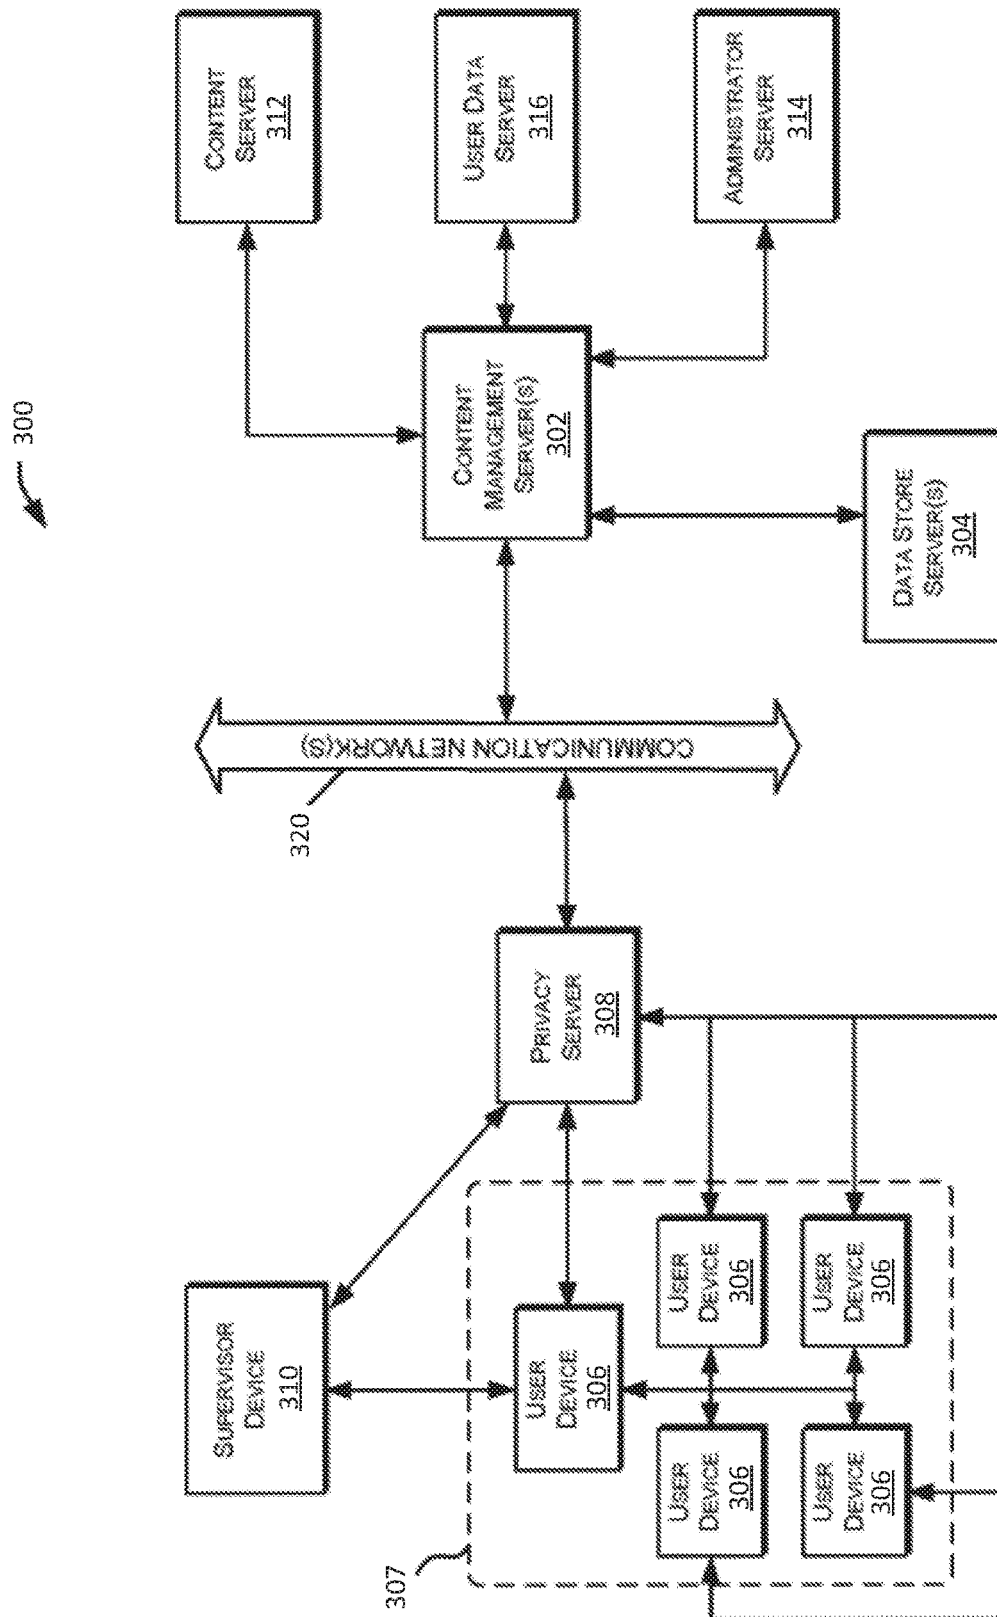 300
CONTENT
SERVER
312
USER DATA
SERVER
316
ADMINISTRATOR
SERVER
314
CONTENT
MANAGEMENT
SERVER(S)
302
DATA STORE
SERVER(S)
304
COMMUNICATION NETWORK(S)
320
PRIVACY
SERVER
308
SUPERVISOR
DEVICE
310
307
USER
DEVICE
306
USER
DEVICE
306
USER
DEVICE
306
USER
DEVICE
306
USER
DEVICE
306